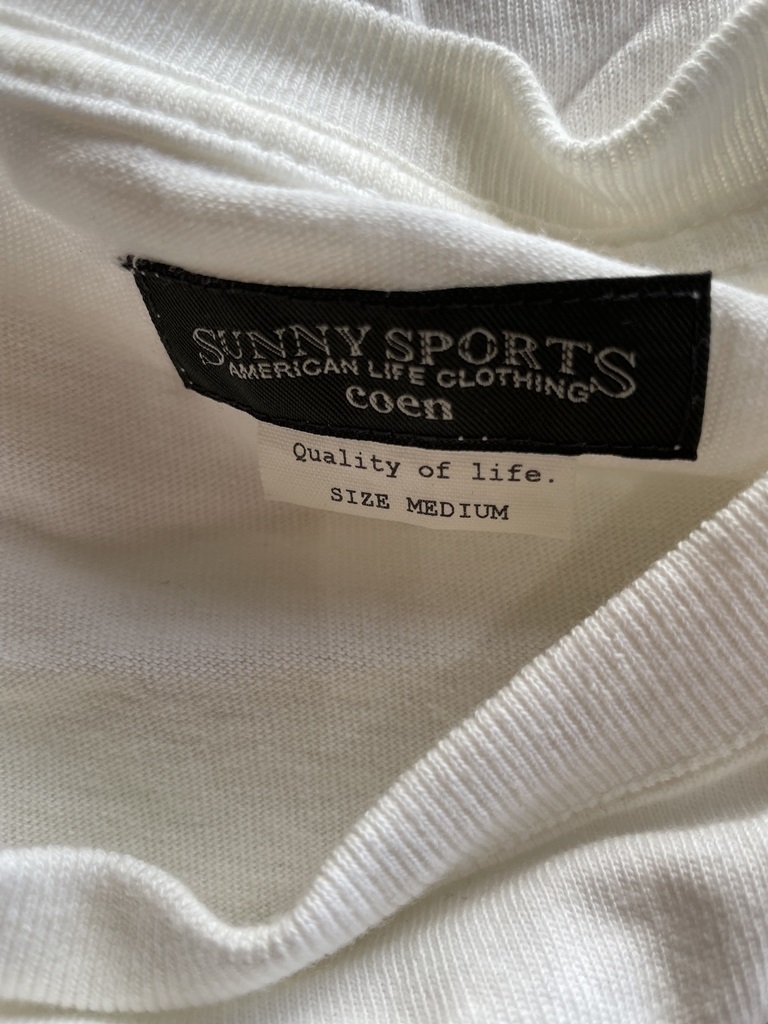 SUNNY SPORTS
AMERICAN LIFE CLOTHING
coen
Quality of life.
SIZE MEDIUM